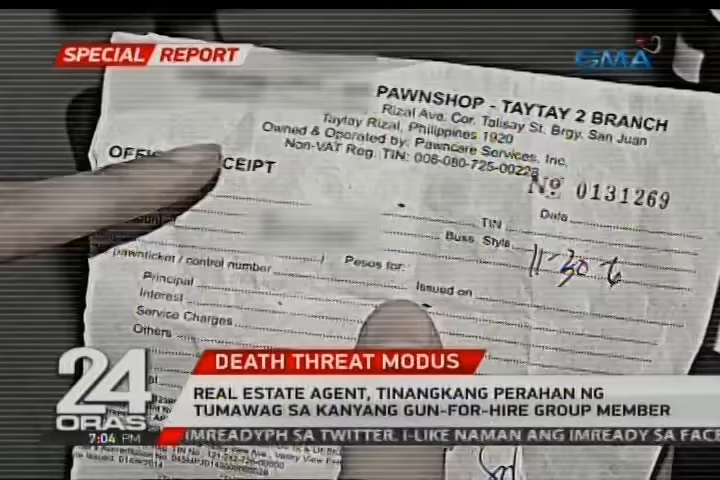 SPECIAL REPORT
GMA
PAWNSHOP - TAYTAY 2 BRANCH
Rizal Ave. Cor. Talisay St. Brgy. San Juan
Taytay Rizal, Philippines 1920
Owned & Operated by: Pawncare Services, Inc.
Non-VAT Reg. TIN: 008-080-725-00228
CEIPT
Nº 0131269
Date
TIN
Buss. Style
11-30
pawnticket / control number
Pesos for:
Issued on
Principal
Interest
Service Charges
Others
DEATH THREAT MODUS
REAL ESTATE AGENT, TINANGKANG PERAHAN NG
TUMAWAG SA KANYANG GUN-FOR-HIRE GROUP MEMBER
24 ORAS
7:04 PM
IMREADYPH SA TWITTER. I-LIKE NAMAN ANG IMREADY SA FACE